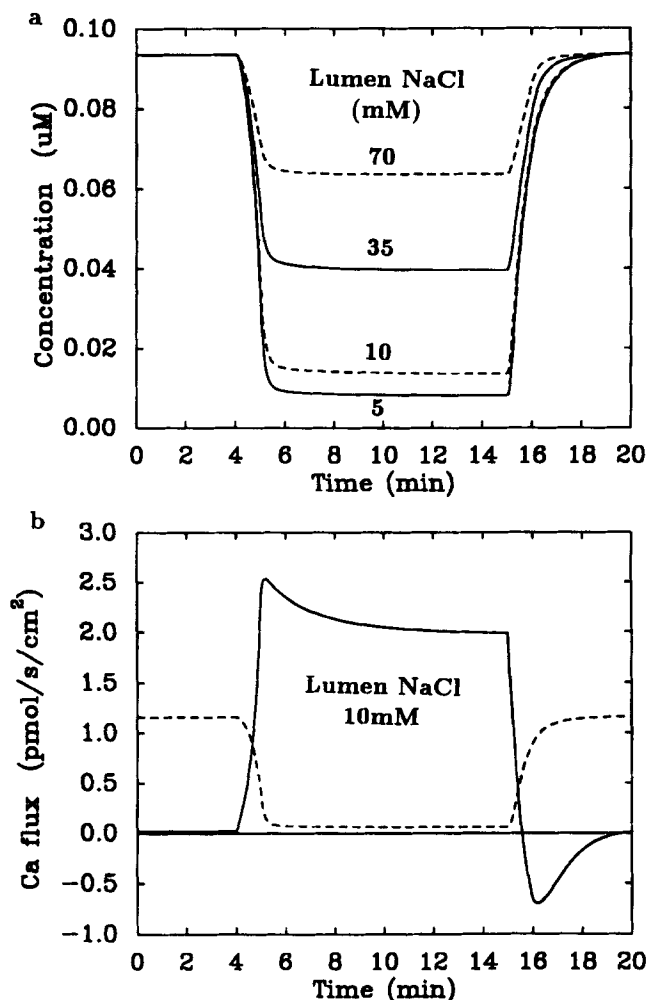 a
0.10
0.08
0.06
0.04
0.02
0.00
Concentration (uM)
Lumen NaCl
(mM)
70
35
10
5
0 2 4 6 8 10 12 14 16 18 20
Time (min)
b
3.0
2.5
2.0
1.5
1.0
0.5
0.0
−0.5
−1.0
Ca flux (pmol/s/cm²)
Lumen NaCl
10mM
0 2 4 6 8 10 12 14 16 18 20
Time (min)